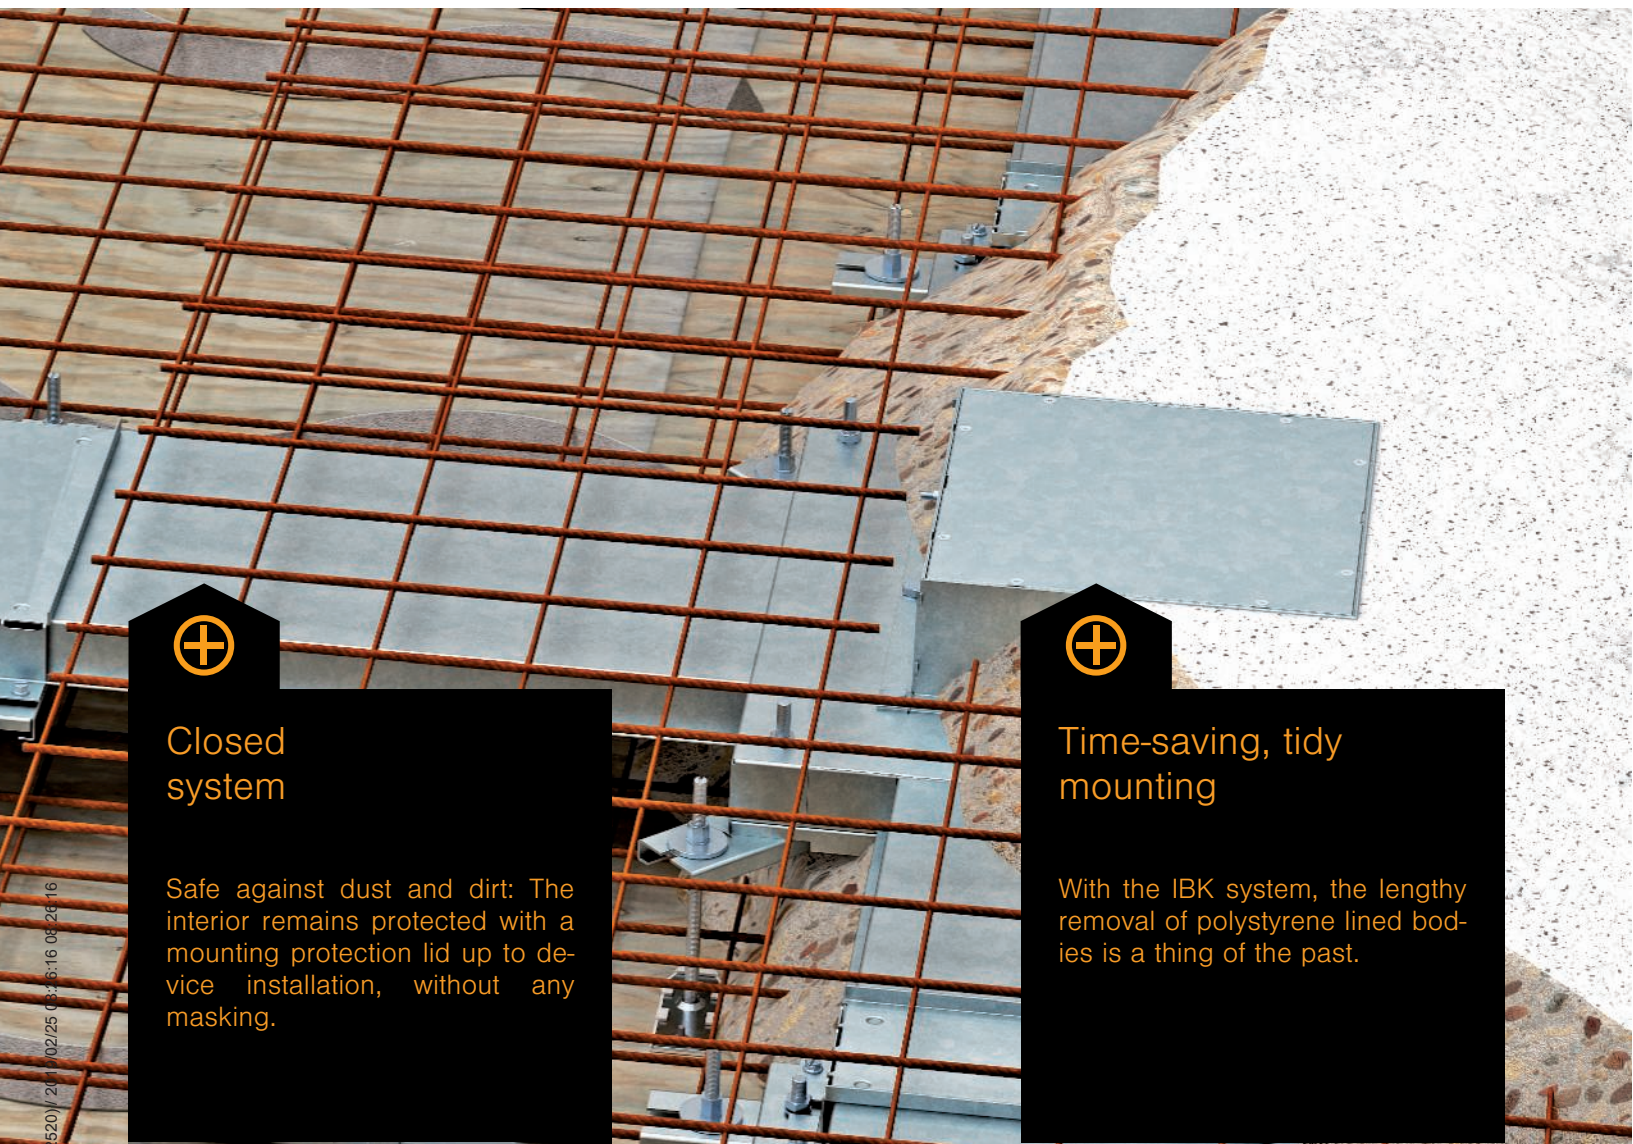 Closed
system
Safe against dust and dirt: The
interior remains protected with a
mounting protection lid up to de-
vice installation, without any
masking.
Time-saving, tidy
mounting
With the IBK system, the lengthy
removal of polystyrene lined bod-
ies is a thing of the past.